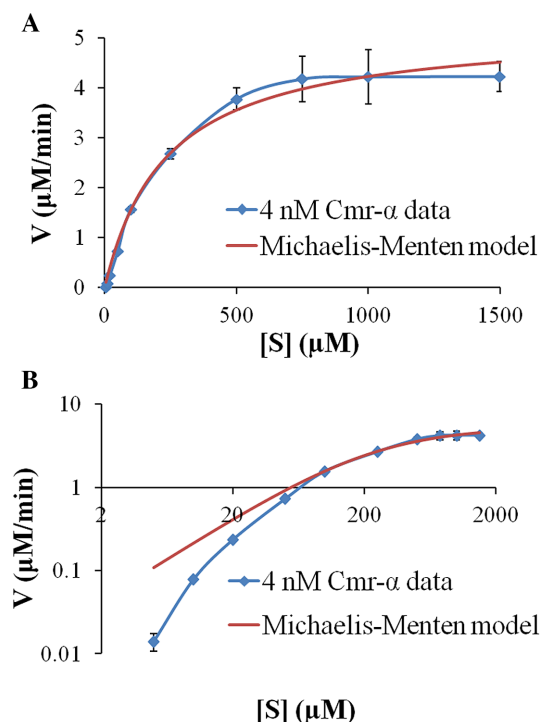 A
5
4
3
2
1
0
V (µM/min)
4 nM Cmr-α data
Michaelis-Menten model
0 500 1000 1500
[S] (µM)
B
10
1
0.1
0.01
V (µM/min)
2 20 200 2000
4 nM Cmr-α data
Michaelis-Menten model
[S] (µM)